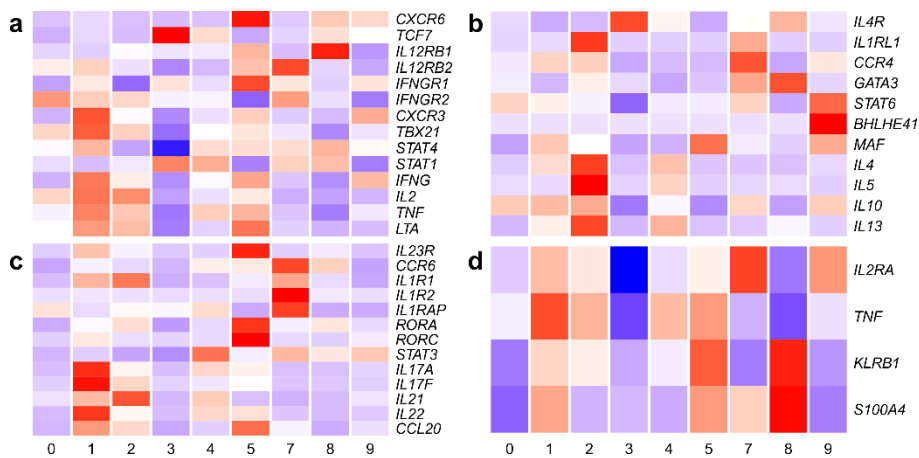 a
CXCR6
TCF7
IL12RB1
IL12RB2
IFNGR1
IFNGR2
CXCR3
TBX21
STAT4
STAT1
IFNG
IL2
TNF
LTA
b
IL4R
IL1RL1
CCR4
GATA3
STAT6
BHLHE41
MAF
IL4
IL5
IL10
IL13
c
IL23R
CCR6
IL1R1
IL1R2
IL1RAP
RORA
RORC
STAT3
IL17A
IL17F
IL21
IL22
CCL20
0 1 2 3 4 5 7 8 9
d
IL2RA
TNF
KLRB1
S100A4
0 1 2 3 4 5 7 8 9